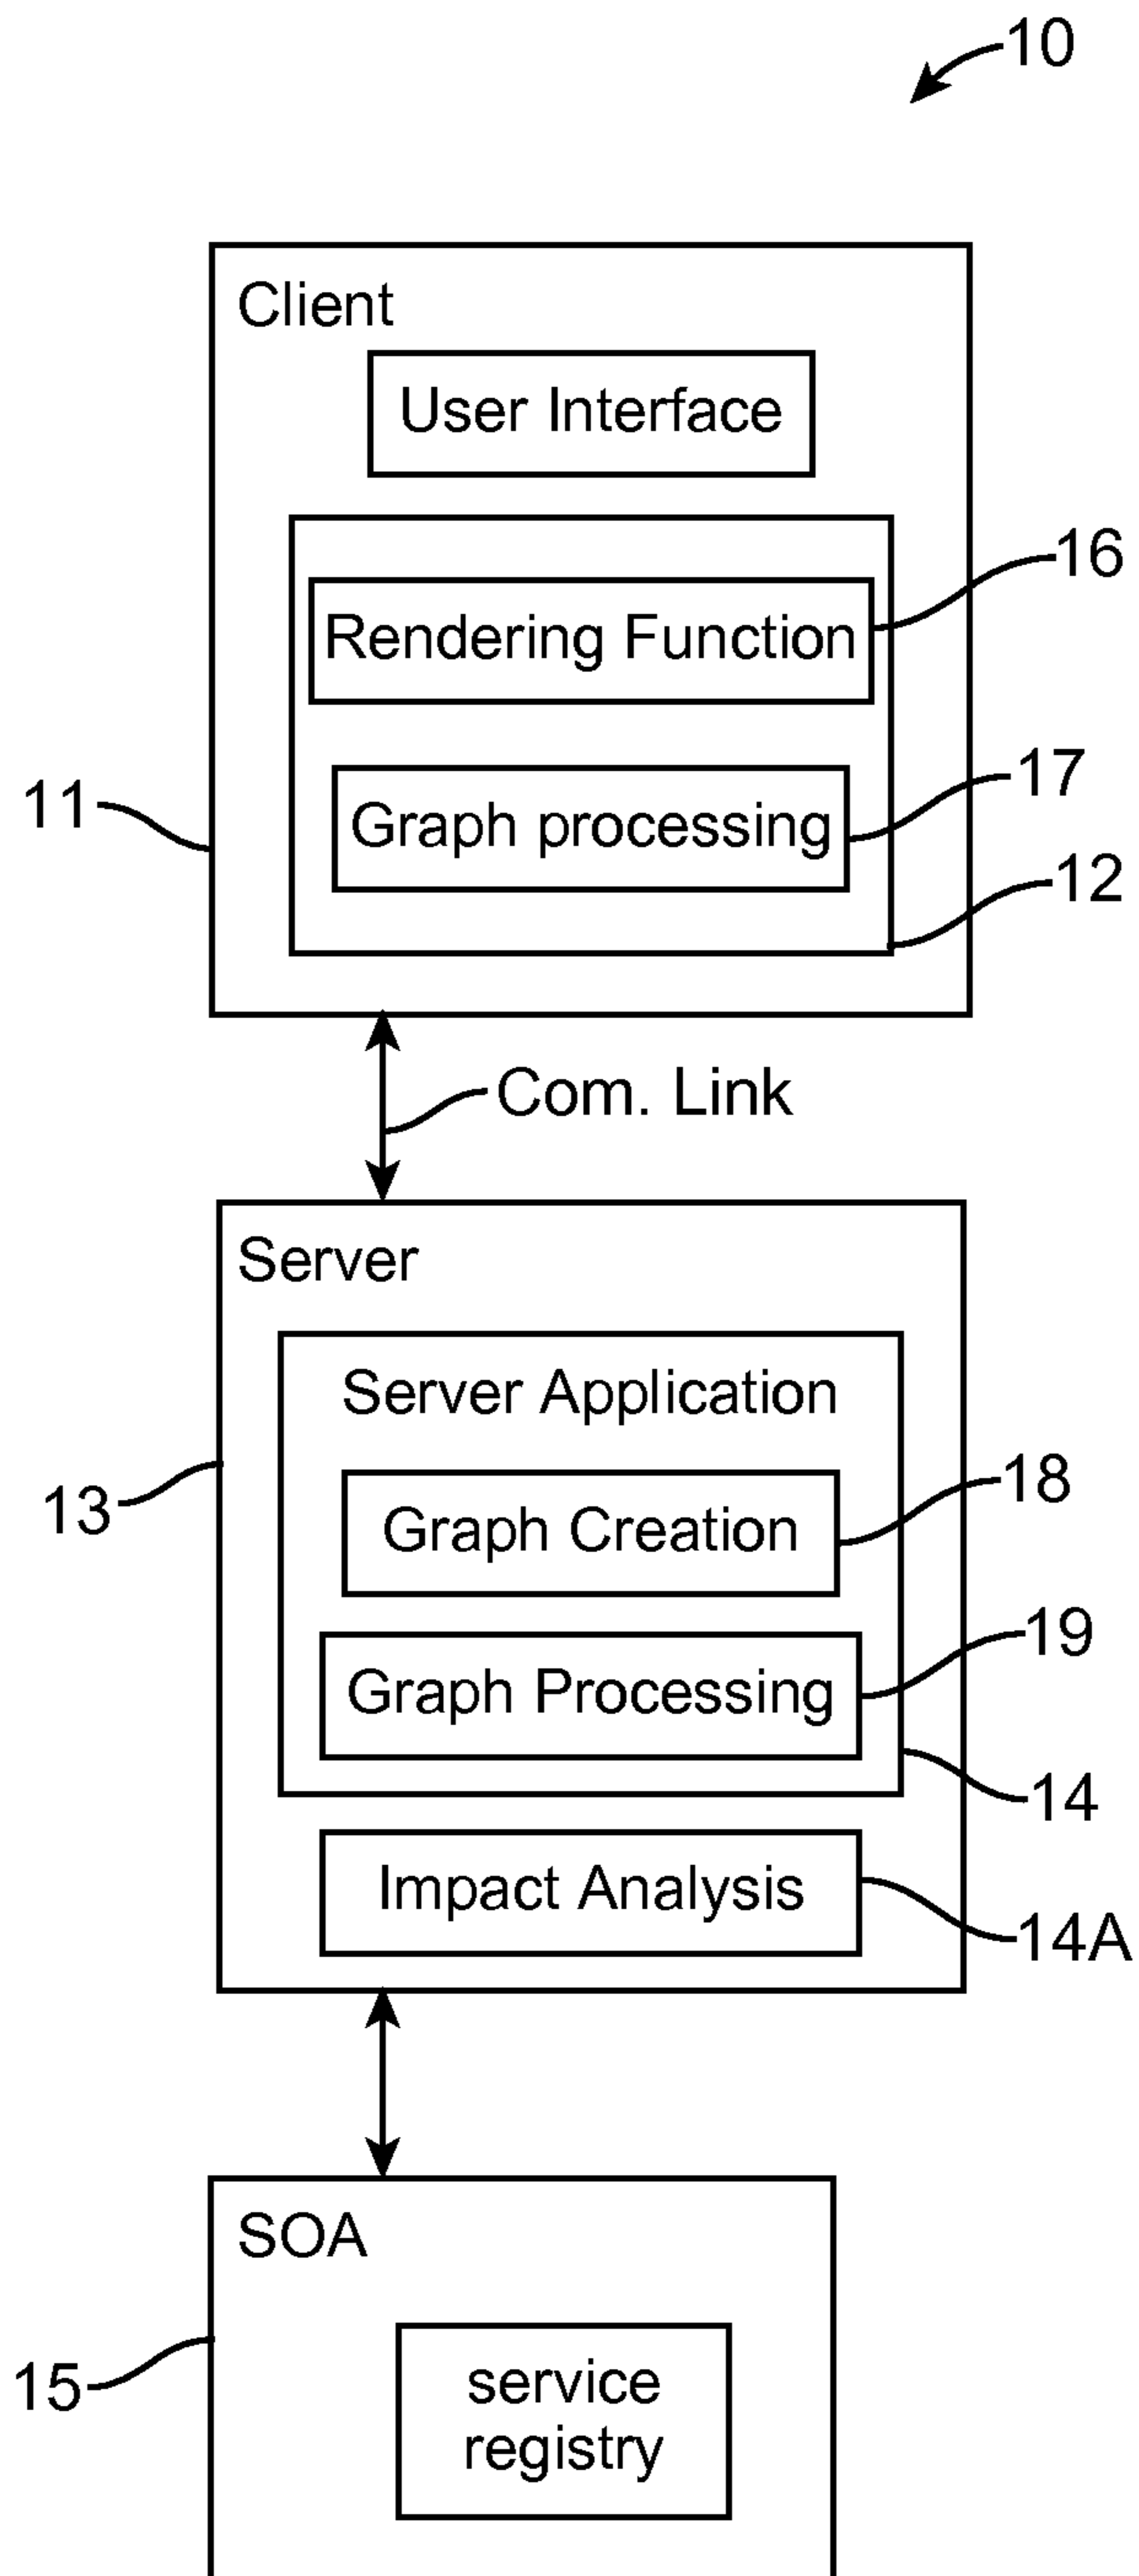 10
Client
User Interface
16
Rendering Function
17
11
Graph processing
12
Com. Link
Server
Server Application
18
13
Graph Creation
19
Graph Processing
14
Impact Analysis
14A
SOA
15
service
registry